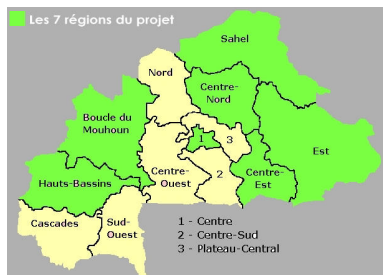 Les 7 régions du projet
Sahel
Nord
Centre-
Nord
Boucle du
Mouhoun
1
3
Est
Hauts-Bassins
Centre-
Ouest
2
Centre-
Est
Cascades
Sud-
Ouest
1 - Centre
2 - Centre-Sud
3 - Plateau-Central